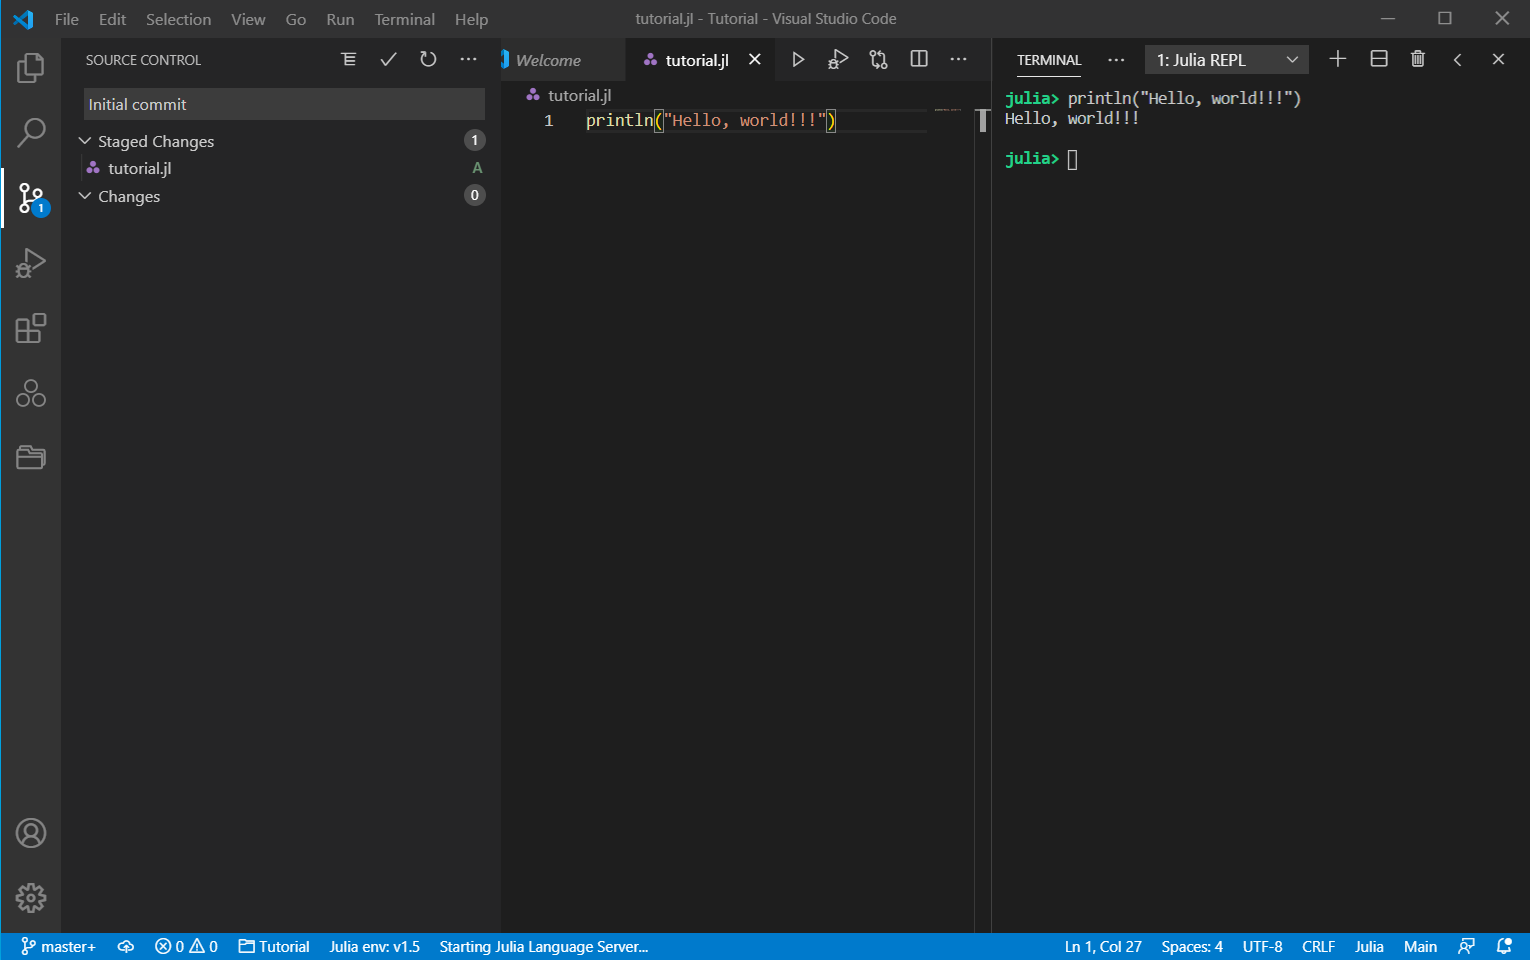 File Edit Selection View Go Run Terminal Help
tutorial.jl - Tutorial - Visual Studio Code
SOURCE CONTROL
Initial commit
Staged Changes 1
tutorial.jl A
Changes 0
1
Welcome
tutorial.jl
tutorial.jl
1 println("Hello, world!!!")
TERMINAL
1: Julia REPL
julia> println("Hello, world!!!")
Hello, world!!!
julia>
master+ 0 0 Tutorial Julia env: v1.5 Starting Julia Language Server...
Ln 1, Col 27 Spaces: 4 UTF-8 CRLF Julia Main